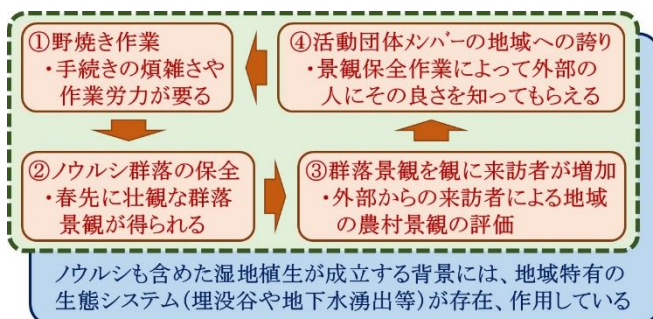 ①野焼き作業
・手続きの煩雑さや
作業労力が要る
②ノウルシ群落の保全
・春先に壮観な群落
景観が得られる
③群落景観を観に来訪者が増加
・外部からの来訪者による地域
の農村景観の評価
④活動団体メンバーの地域への誇り
・景観保全作業によって外部の
人にその良さを知ってもらえる
ノウルシも含めた湿地植生が成立する背景には、地域特有の
生態システム(埋没谷や地下水湧出等)が存在、作用している